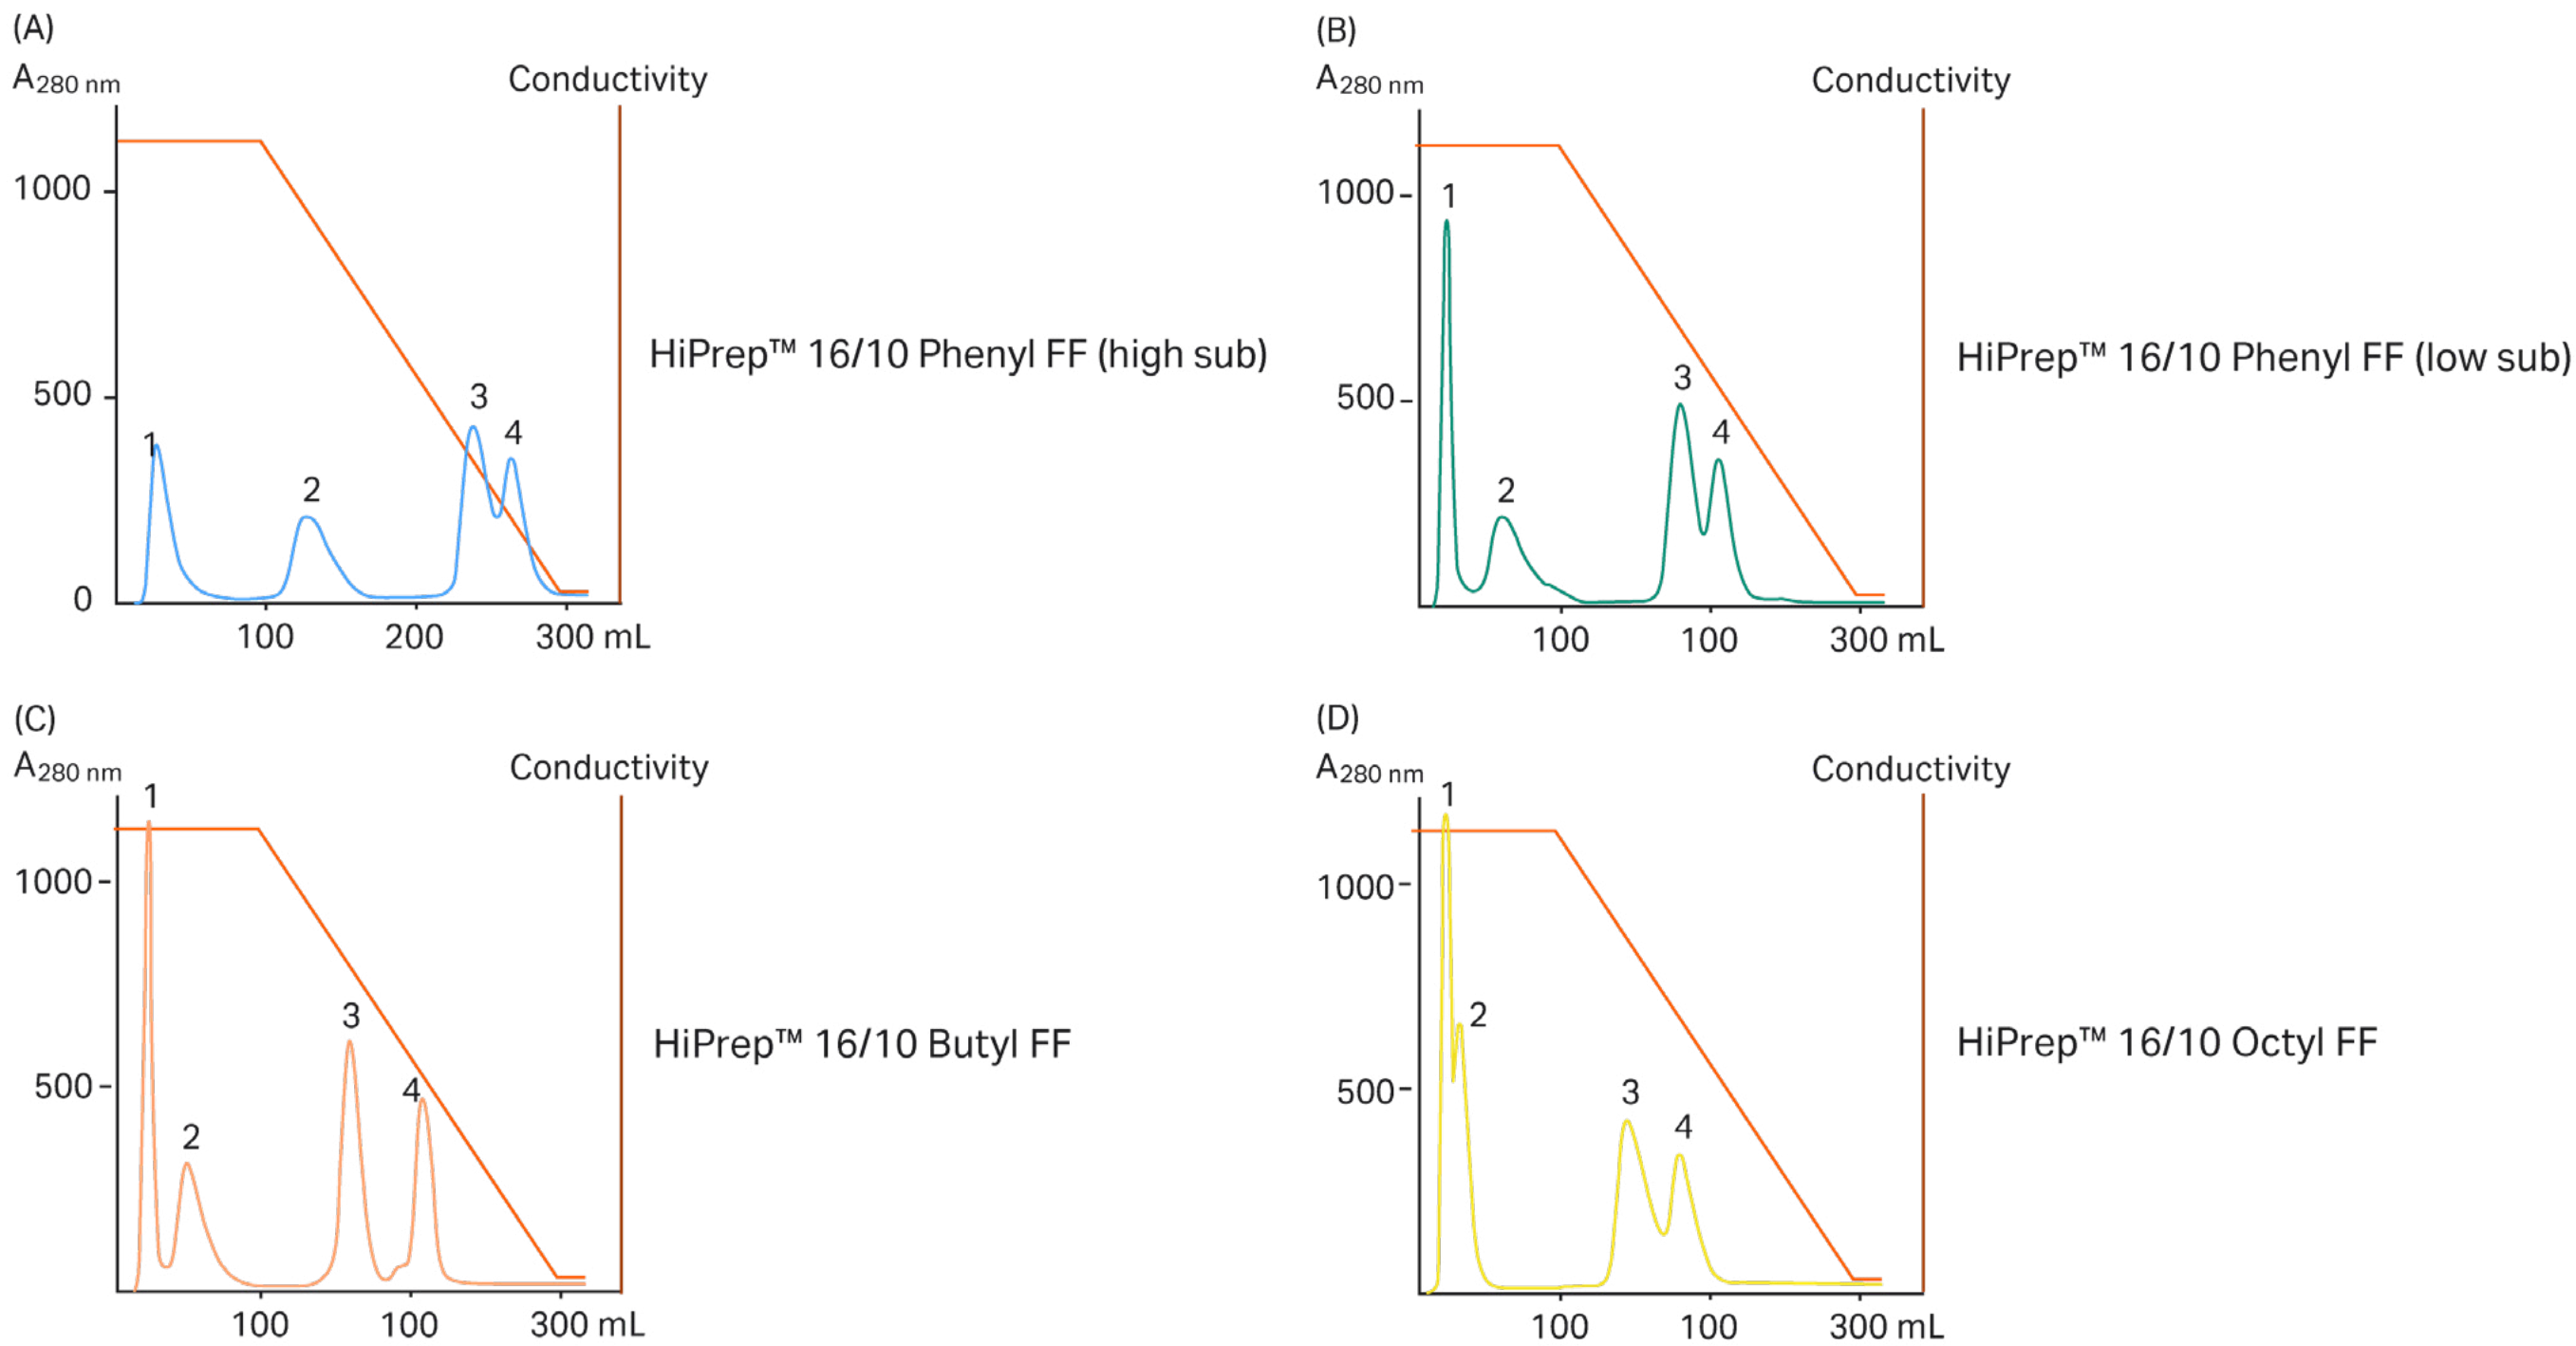 (A)
A280 nm
Conductivity
1000
500
0
1
2
3
4
100
200
300 mL
HiPrep™ 16/10 Phenyl FF (high sub)
(B)
A280 nm
Conductivity
1000
500
1
2
3
4
100
100
300 mL
HiPrep™ 16/10 Phenyl FF (low sub)
(C)
A280 nm
Conductivity
1000
500
1
2
3
4
100
100
300 mL
HiPrep™ 16/10 Butyl FF
(D)
A280 nm
Conductivity
1000
500
1
2
3
4
100
100
300 mL
HiPrep™ 16/10 Octyl FF